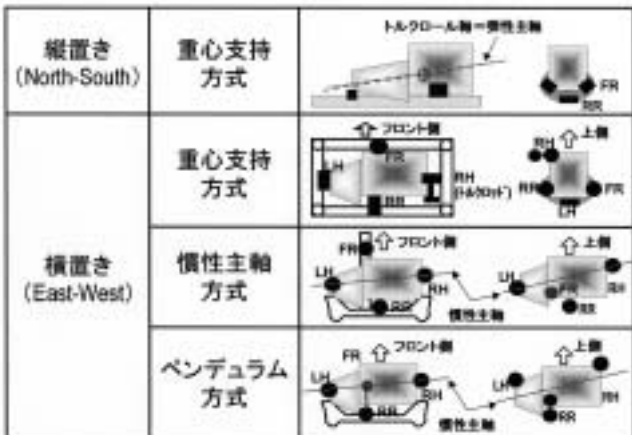 縦置き
(North-South)
重心支持
方式
トルクロール軸=弾性主軸
FR
RR
横置き
(East-West)
重心支持
方式
フロント側
LH
FR
RH
(トルクロッド)
RR
上側
RH
RR
FR
LH
慣性主軸
方式
フロント側
FR
LH
RH
RR
慣性主軸
上側
LH
FR
RH
RR
ペンデュラム
方式
フロント側
FR
LH
RH
RR
慣性主軸
上側
LH
RH
RR